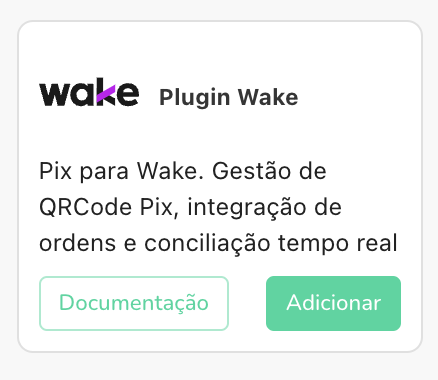 wake Plugin Wake
Pix para Wake. Gestão de
QRCode Pix, integração de
ordens e conciliação tempo real
Documentação Adicionar